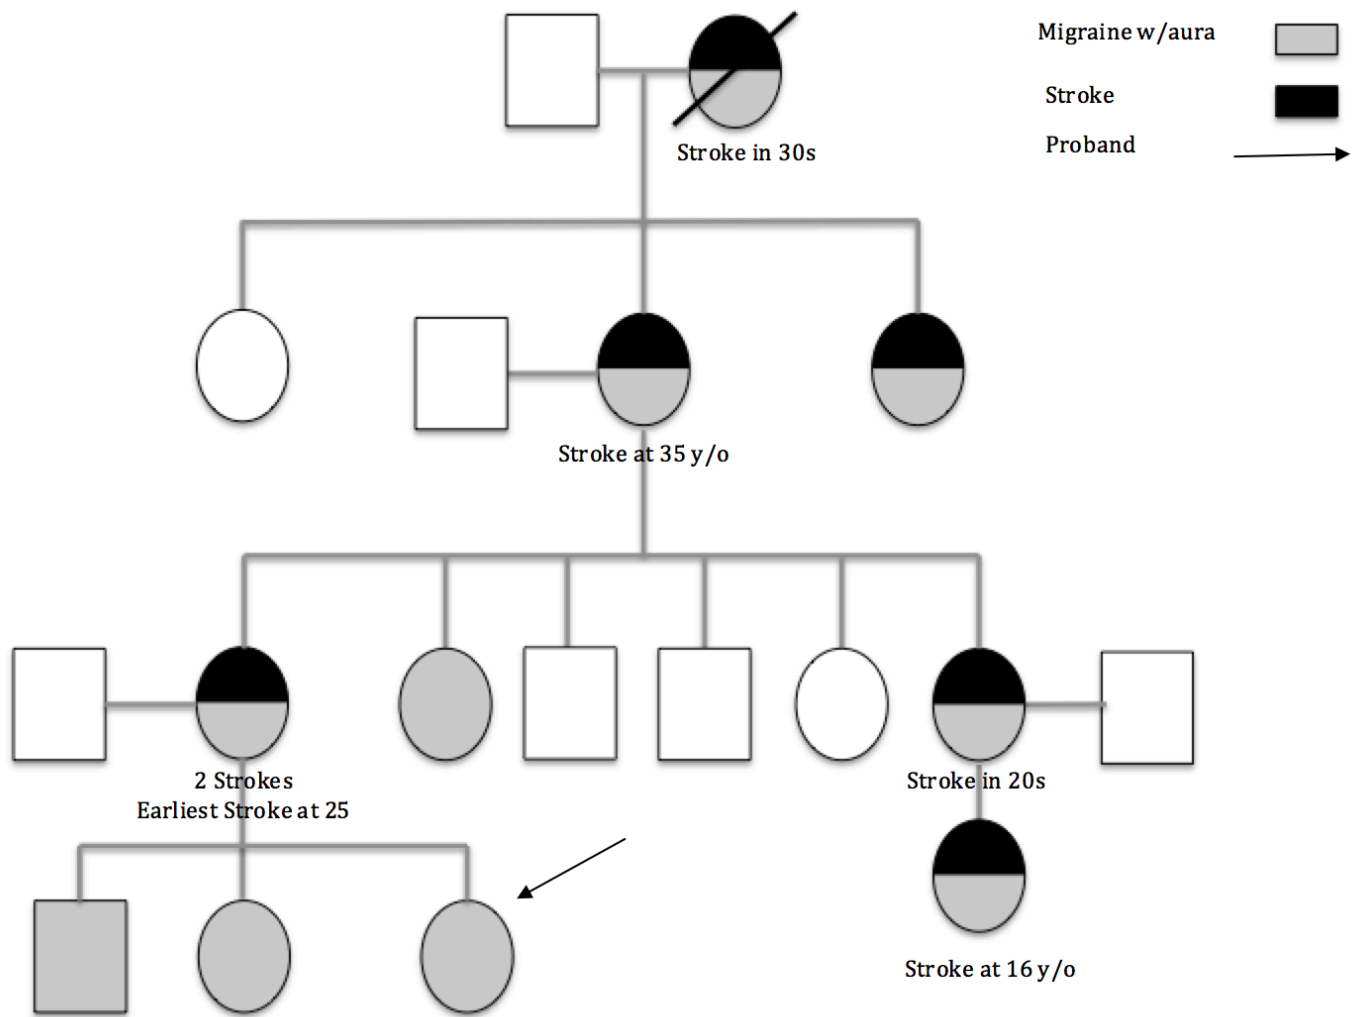 Migraine w/aura
Stroke
Proband
Stroke in 30s
Stroke at 35 y/o
2 Strokes
Earliest Stroke at 25
Stroke in 20s
Stroke at 16 y/o